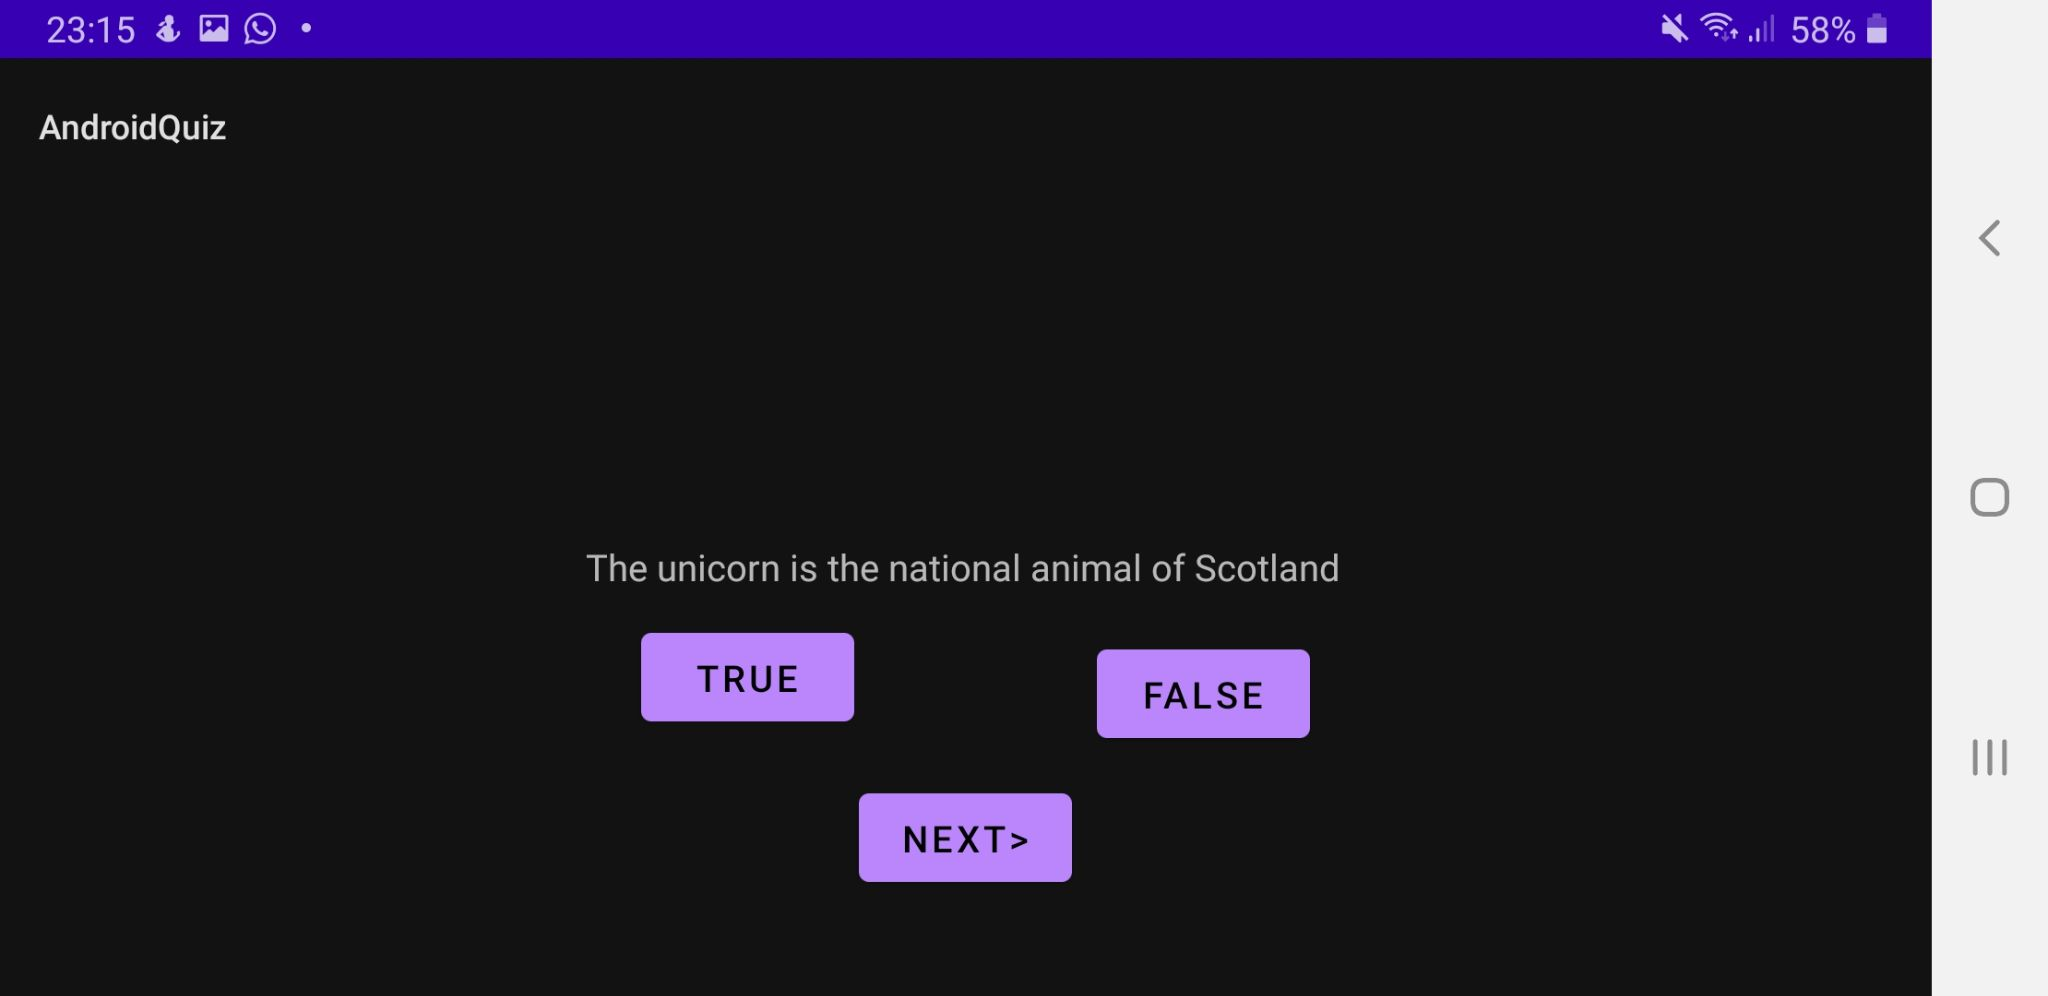 23:15 58%
AndroidQuiz
The unicorn is the national animal of Scotland
TRUE FALSE
NEXT>